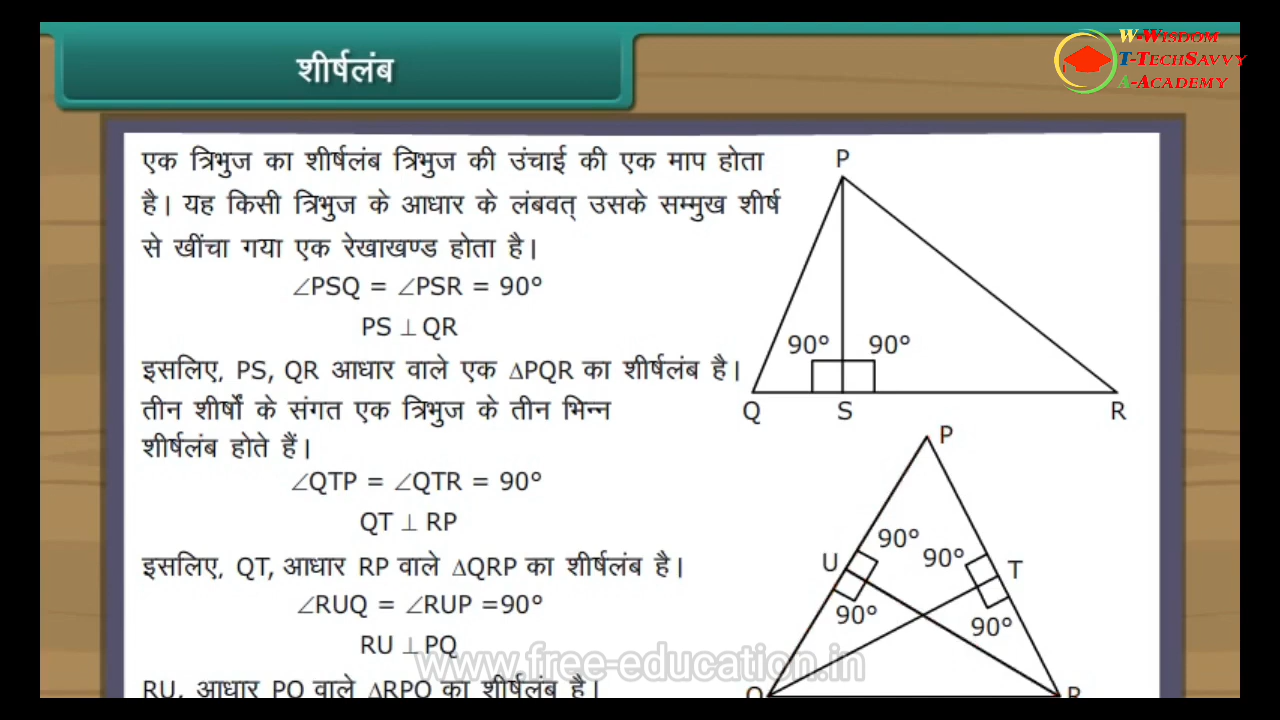 शीर्षलंब
W-WISDOM
T-TECHSAVVY
A-ACADEMY
एक त्रिभुज का शीर्षलंब त्रिभुज की उंचाई की एक माप होता
है। यह किसी त्रिभुज के आधार के लंबवत् उसके सम्मुख शीर्ष
से खींचा गया एक रेखाखण्ड होता है।
∠PSQ = ∠PSR = 90°
PS ⊥ QR
इसलिए, PS, QR आधार वाले एक ∆PQR का शीर्षलंब है।
तीन शीर्षों के संगत एक त्रिभुज के तीन भिन्न
शीर्षलंब होते हैं।
∠QTP = ∠QTR = 90°
QT ⊥ RP
इसलिए, QT, आधार RP वाले ∆QRP का शीर्षलंब है।
∠RUQ = ∠RUP =90°
RU ⊥ PQ
RU, आधार PQ वाले ∆RPQ का शीर्षलंब है।
P
90° 90°
Q S R
P
90°
90°
U T
90°
90°
Q R
www.free-education.in